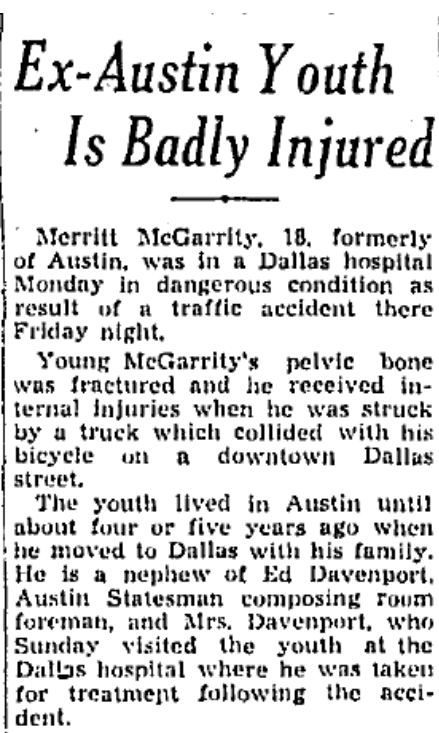 Ex-Austin Youth
Is Badly Injured
Merritt McGarrity, 18, formerly
of Austin, was in a Dallas hospital
Monday in dangerous condition as
result of a traffic accident there
Friday night.
Young McGarrity's pelvic bone
was fractured and he received in-
ternal injuries when he was struck
by a truck which collided with his
bicycle on a downtown Dallas
street.
The youth lived in Austin until
about four or five years ago when
he moved to Dallas with his family.
He is a nephew of Ed Davenport,
Austin Statesman composing room
foreman, and Mrs. Davenport, who
Sunday visited the youth at the
Dallas hospital where he was taken
for treatment following the acci-
dent.